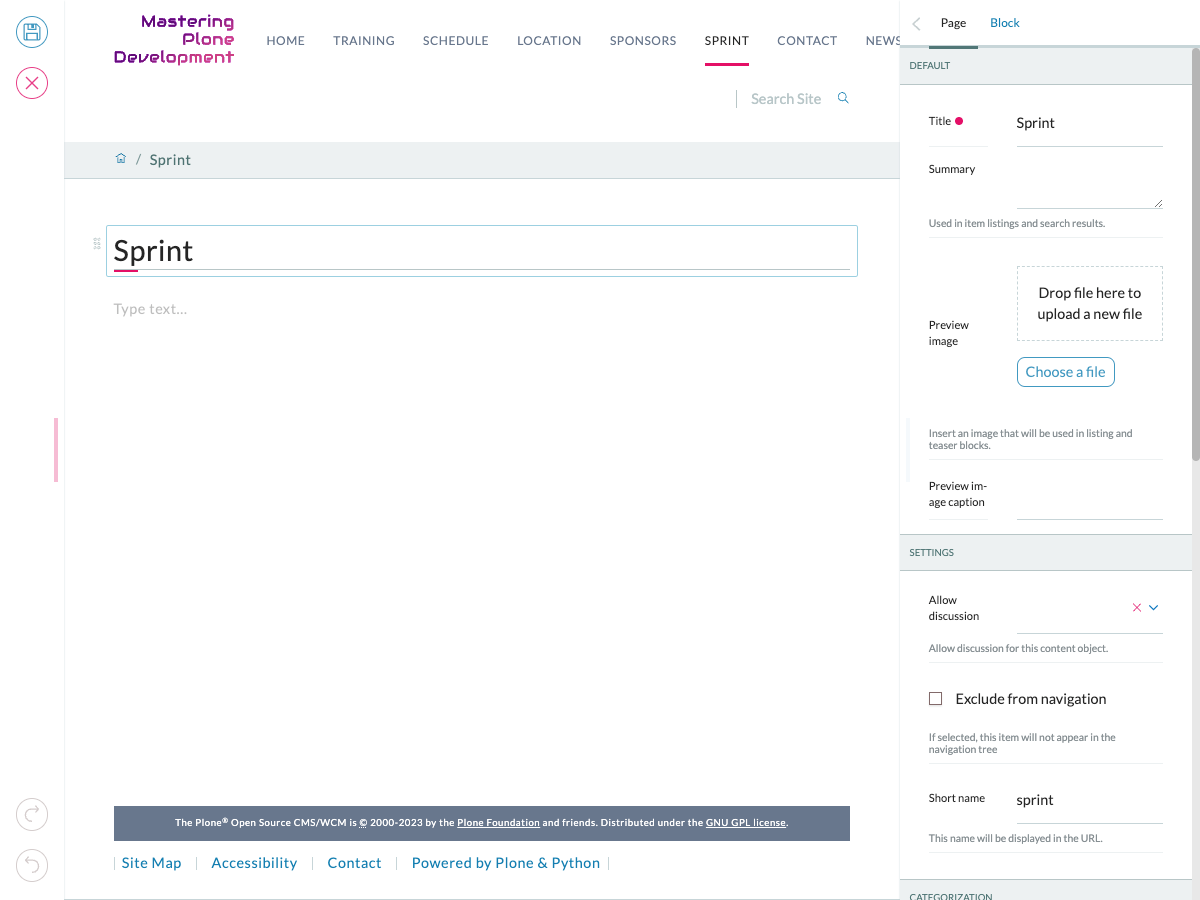 Mastering
Plone
Development
HOME TRAINING SCHEDULE LOCATION SPONSORS SPRINT CONTACT NEWS
Search Site
/ Sprint
Sprint
Type text...
The Plone® Open Source CMS/WCM is © 2000-2023 by the Plone Foundation and friends. Distributed under the GNU GPL license.
Site Map | Accessibility | Contact | Powered by Plone & Python
Page Block
DEFAULT
Title Sprint
Summary
Used in item listings and search results.
Drop file here to
upload a new file
Preview
image
Choose a file
Insert an image that will be used in listing and
teaser blocks.
Preview im-
age caption
SETTINGS
Allow
discussion
Allow discussion for this content object.
Exclude from navigation
If selected, this item will not appear in the
navigation tree
Short name sprint
This name will be displayed in the URL.
CATEGORIZATION